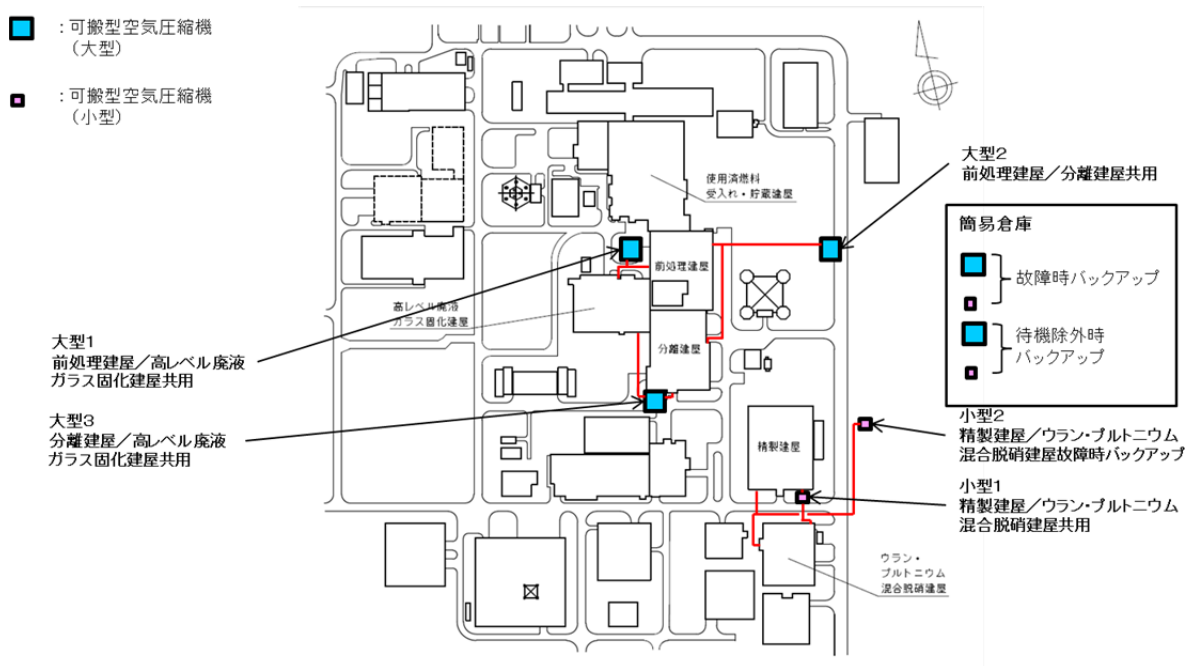 ：可搬型空気圧縮機
（大型）
：可搬型空気圧縮機
（小型）
使用済燃料
受入れ・貯蔵建屋
大型2
前処理建屋／分離建屋共用
簡易倉庫
故障時バックアップ
待機除外時
バックアップ
前処理建屋
高レベル廃液
ガラス固化建屋
分離建屋
大型1
前処理建屋／高レベル廃液
ガラス固化建屋共用
大型3
分離建屋／高レベル廃液
ガラス固化建屋共用
精製建屋
小型2
精製建屋／ウラン・プルトニウム
混合脱硝建屋故障時バックアップ
小型1
精製建屋／ウラン・プルトニウム
混合脱硝建屋共用
ウラン・
プルトニウム
混合脱硝建屋